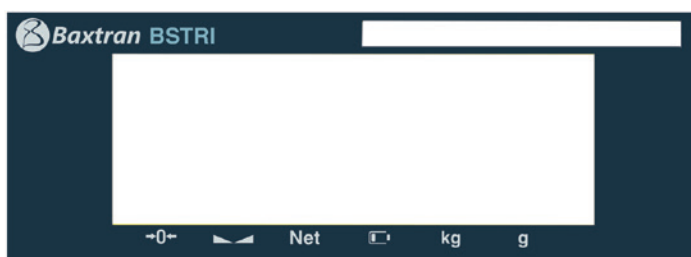 Baxtran BSTRI
→0← Net kg g